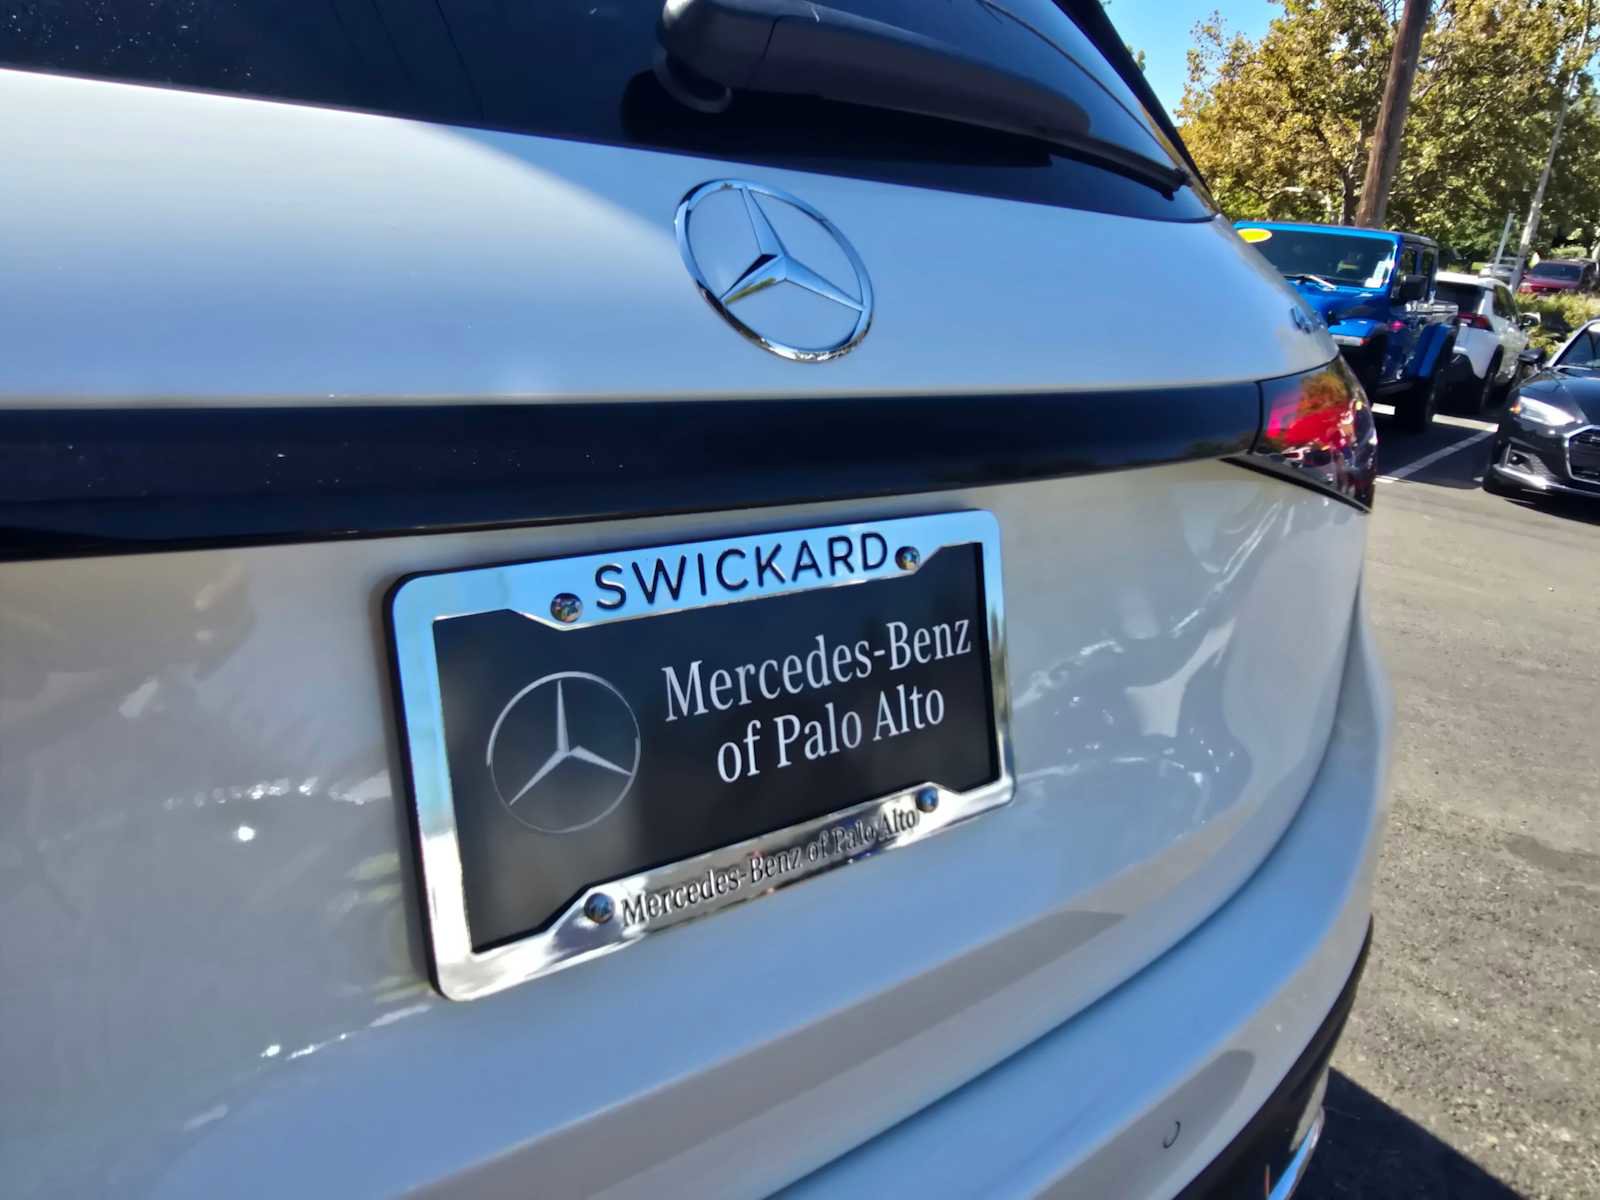 SWICKARD
Mercedes-Benz
of Palo Alto
Mercedes-Benz of Palo Alto